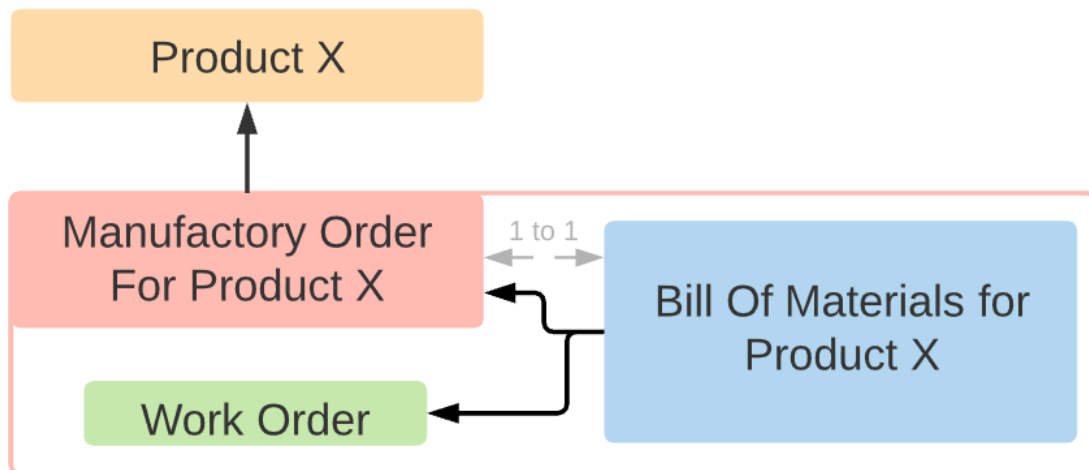 Product X
Manufactory Order
For Product X
1 to 1
Bill Of Materials for
Product X
Work Order